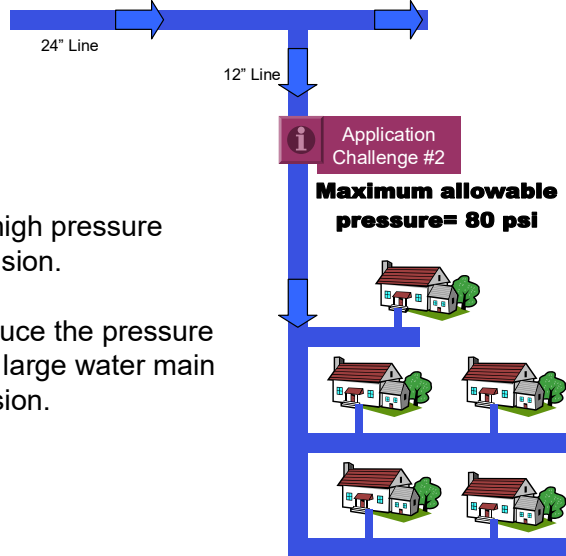 24” Line
12” Line
Application
Challenge #2
Maximum allowable
pressure= 80 psi
high pressure
sion.
uce the pressure
large water main
sion.